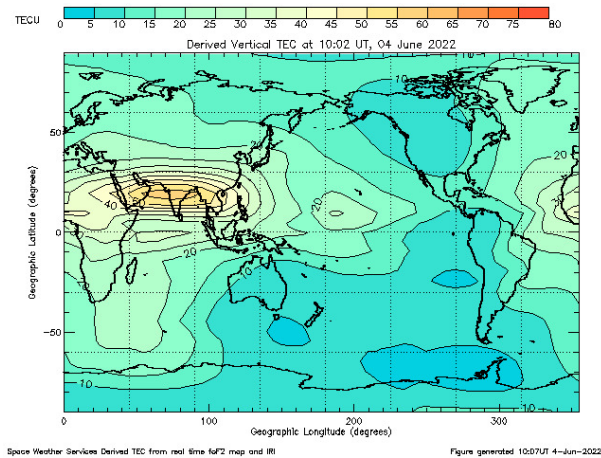 TECU
0 5 10 15 20 25 30 35 40 45 50 55 60 65 70 75 80
Derived Vertical TEC at 10:02 UT, 04 June 2022
Geographic Latitude (degrees)
50
0
-50
10
20
40
20
20
10
10
10
0 100 200 300
Geographic Longitude (degrees)
Space Weather Services Derived TEC from real time foF2 map and IRI
Figure generated 10:07UT 4-Jun-2022